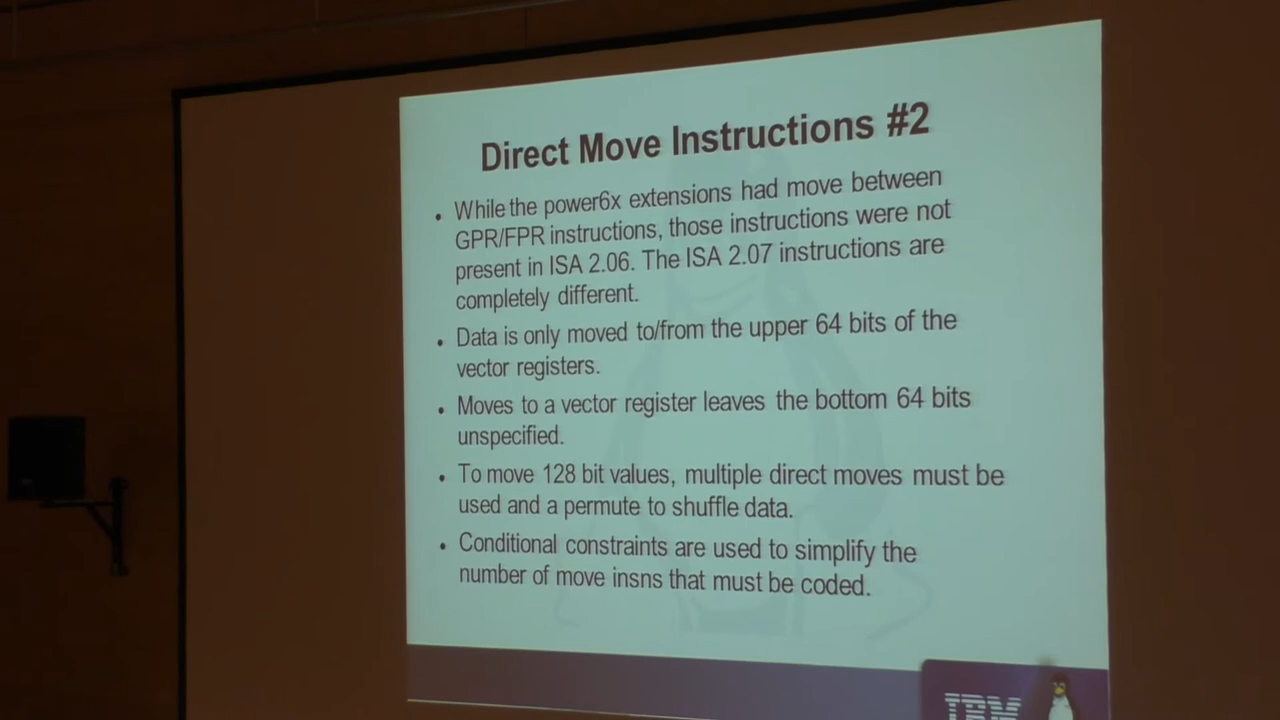 Direct Move Instructions #2
• While the power6x extensions had move between
GPR/FPR instructions, those instructions were not
present in ISA 2.06. The ISA 2.07 instructions are
completely different.
• Data is only moved to/from the upper 64 bits of the
vector registers.
• Moves to a vector register leaves the bottom 64 bits
unspecified.
• To move 128 bit values, multiple direct moves must be
used and a permute to shuffle data.
• Conditional constraints are used to simplify the
number of move insns that must be coded.
IBM